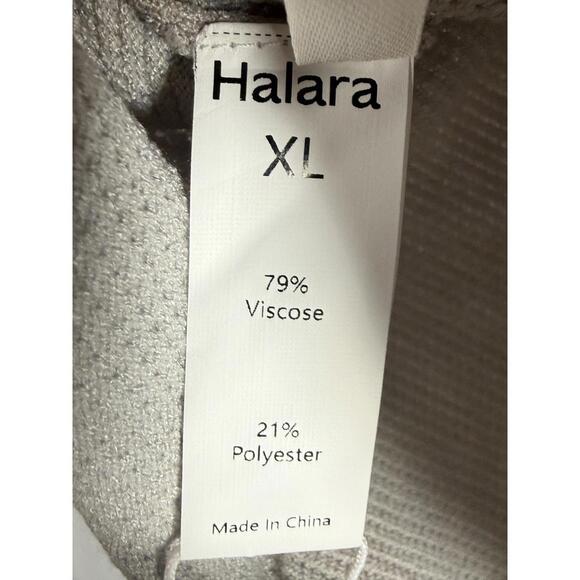 Halara
XL
79%
Viscose
21%
Polyester
Made In China